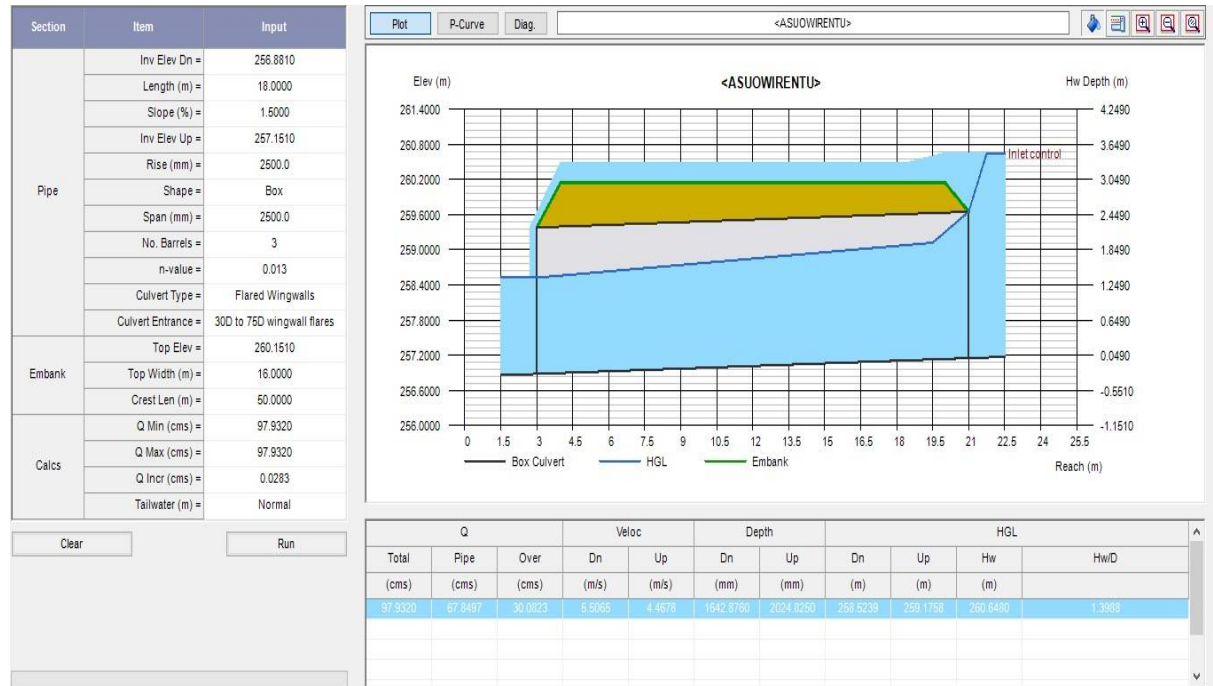 Section Item Input
Pipe
Inv Elev Dn = 256.8810
Length (m) = 18.0000
Slope (%) = 1.5000
Inv Elev Up = 257.1510
Rise (mm) = 2500.0
Shape = Box
Span (mm) = 2500.0
No. Barrels = 3
n-value = 0.013
Culvert Type = Flared Wingwalls
Culvert Entrance = 30D to 75D wingwall flares
Embank
Top Elev = 260.1510
Top Width (m) = 16.0000
Crest Len (m) = 50.0000
Calcs
Q Min (cms) = 97.9320
Q Max (cms) = 97.9320
Q Incr (cms) = 0.0283
Tailwater (m) = Normal
Clear Run
Plot P-Curve Diag. <ASUOWIRENTU>
Elev (m) <ASUOWIRENTU> Hw Depth (m)
261.4000 4.2490
260.8000 3.6490
Inlet control
260.2000 3.0490
259.6000 2.4490
259.0000 1.8490
258.4000 1.2490
257.8000 0.6490
257.2000 0.0490
256.6000 -0.5510
256.0000 -1.1510
0 1.5 3 4.5 6 7.5 9 10.5 12 13.5 15 16.5 18 19.5 21 22.5 24 25.5
Box Culvert HGL Embank Reach (m)
Q Veloc Depth HGL
Total Pipe Over Dn Up Dn Up Dn Up Hw Hw/D
(cms) (cms) (cms) (m/s) (m/s) (mm) (mm) (m) (m) (m)
97.9320 67.8497 30.0823 5.5065 4.4678 1642.8760 2024.8250 258.5239 259.1758 260.6480 1.3988